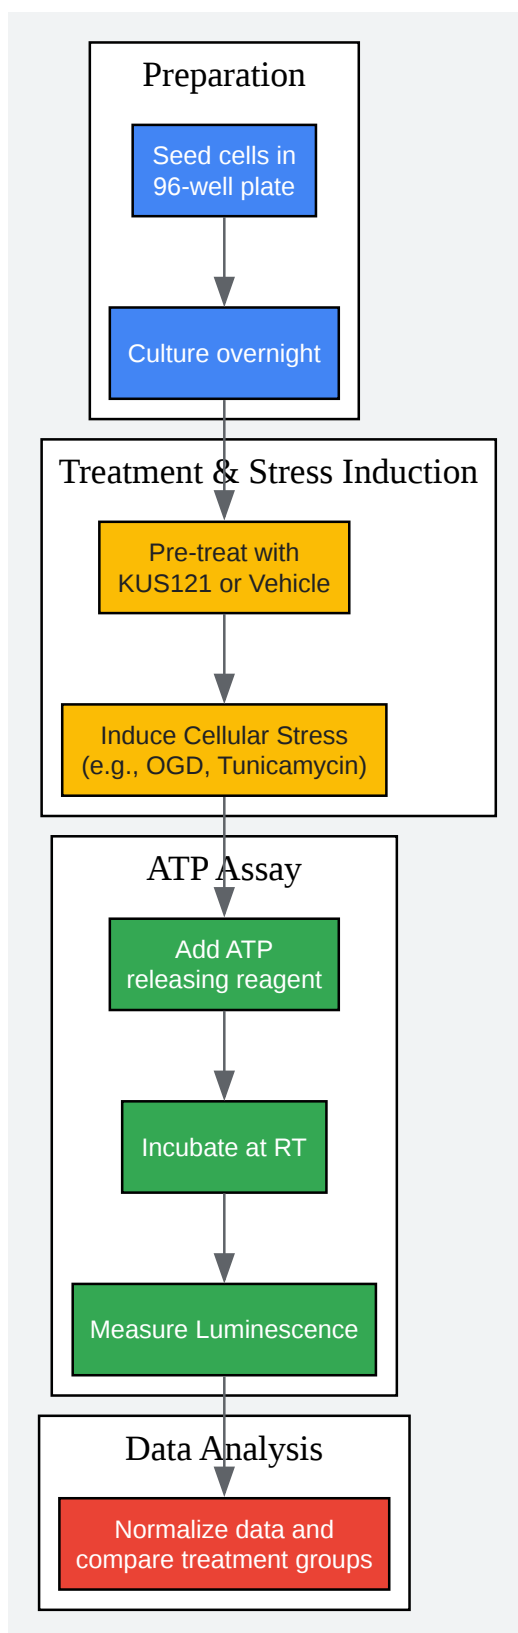 Preparation
Seed cells in
96-well plate
Culture overnight
Treatment & Stress Induction
Pre-treat with
KUS121 or Vehicle
Induce Cellular Stress
(e.g., OGD, Tunicamycin)
ATP Assay
Add ATP
releasing reagent
Incubate at RT
Measure Luminescence
Data Analysis
Normalize data and
compare treatment groups